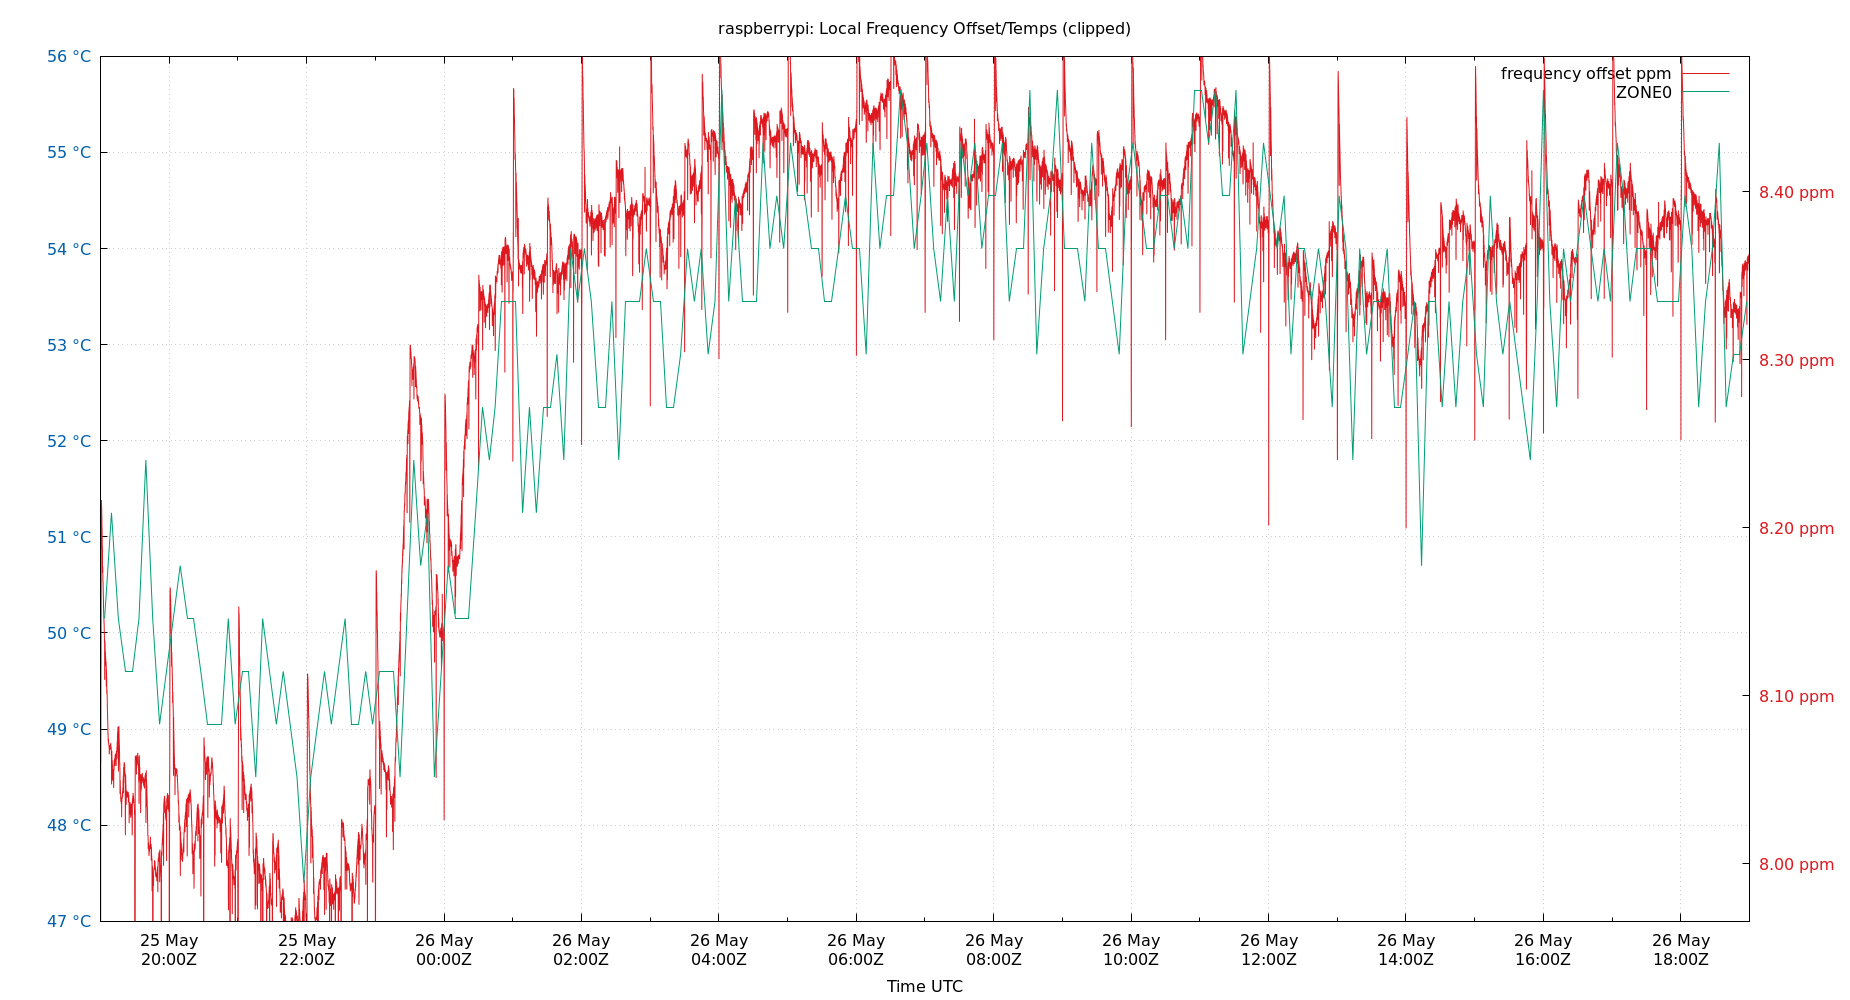 raspberrypi: Local Frequency Offset/Temps (clipped)
56 °C
55 °C
54 °C
53 °C
52 °C
51 °C
50 °C
49 °C
48 °C
47 °C
frequency offset ppm
ZONE0
8.40 ppm
8.30 ppm
8.20 ppm
8.10 ppm
8.00 ppm
25 May
20:00Z
25 May
22:00Z
26 May
00:00Z
26 May
02:00Z
26 May
04:00Z
26 May
06:00Z
26 May
08:00Z
26 May
10:00Z
26 May
12:00Z
26 May
14:00Z
26 May
16:00Z
26 May
18:00Z
Time UTC